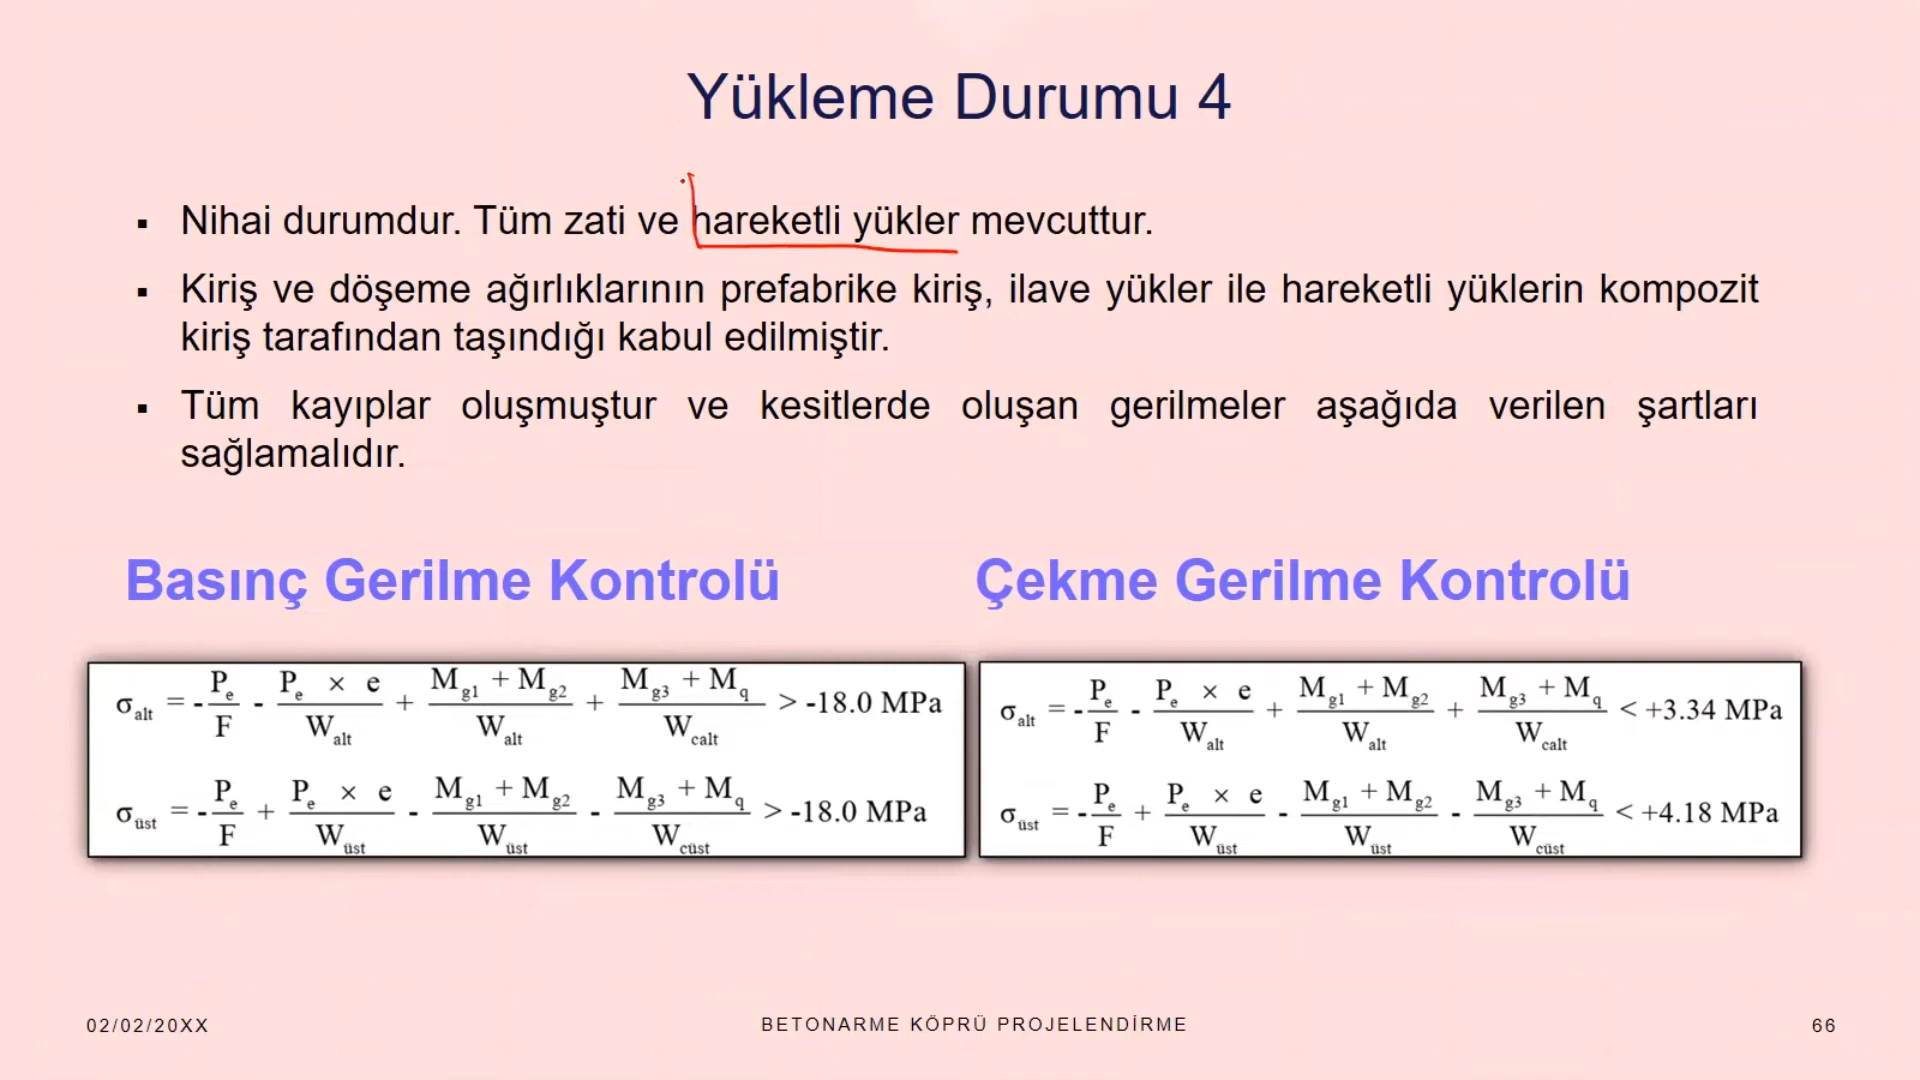 Yükleme Durumu 4
▪ Nihai durumdur. Tüm zati ve hareketli yükler mevcuttur.
▪ Kiriş ve döşeme ağırlıklarının prefabrike kiriş, ilave yükler ile hareketli yüklerin kompozit
kiriş tarafından taşındığı kabul edilmiştir.
▪ Tüm kayıplar oluşmuştur ve kesitlerde oluşan gerilmeler aşağıda verilen şartları
sağlamalıdır.
Basınç Gerilme Kontrolü
σalt = - Pe/F - Pe × e/Walt + Mg1 + Mg2/Walt + Mg3 + Mq/Wcalt > -18.0 MPa
σüst = - Pe/F + Pe × e/Wüst - Mg1 + Mg2/Wüst - Mg3 + Mq/Wcüst > -18.0 MPa
Çekme Gerilme Kontrolü
σalt = - Pe/F - Pe × e/Walt + Mg1 + Mg2/Walt + Mg3 + Mq/Wcalt < +3.34 MPa
σüst = - Pe/F + Pe × e/Wüst - Mg1 + Mg2/Wüst - Mg3 + Mq/Wcüst < +4.18 MPa
02/02/20XX
BETONARME KÖPRÜ PROJELENDİRME
66